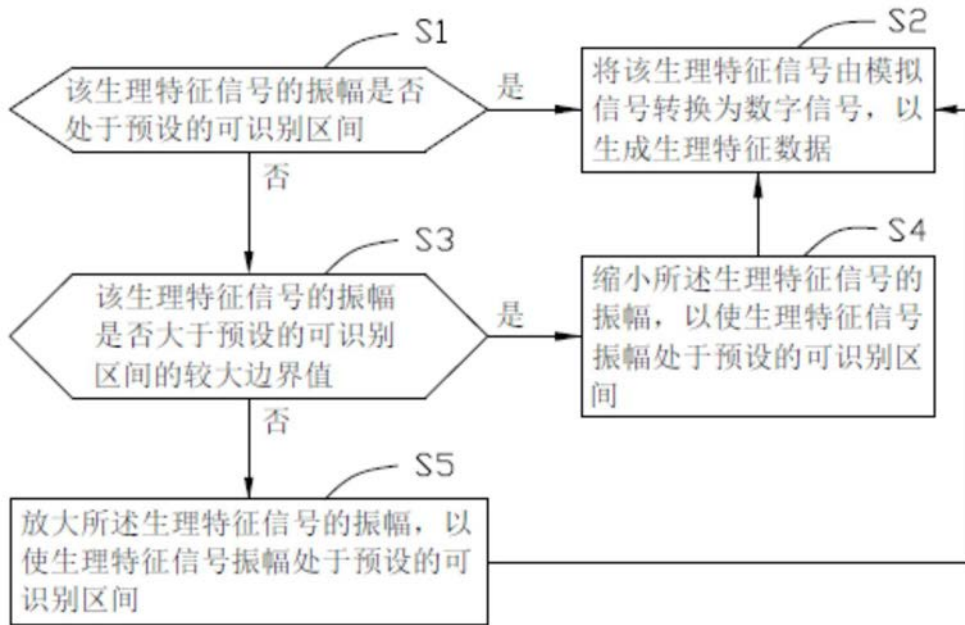 S1
该生理特征信号的振幅是否
处于预设的可识别区间
是
S2
将该生理特征信号由模拟
信号转换为数字信号，以
生成生理特征数据
否
S3
该生理特征信号的振幅
是否大于预设的可识别
区间的较大边界值
是
S4
缩小所述生理特征信号的
振幅，以使生理特征信号
振幅处于预设的可识别区
间
否
S5
放大所述生理特征信号的振幅，以
使生理特征信号振幅处于预设的可
识别区间